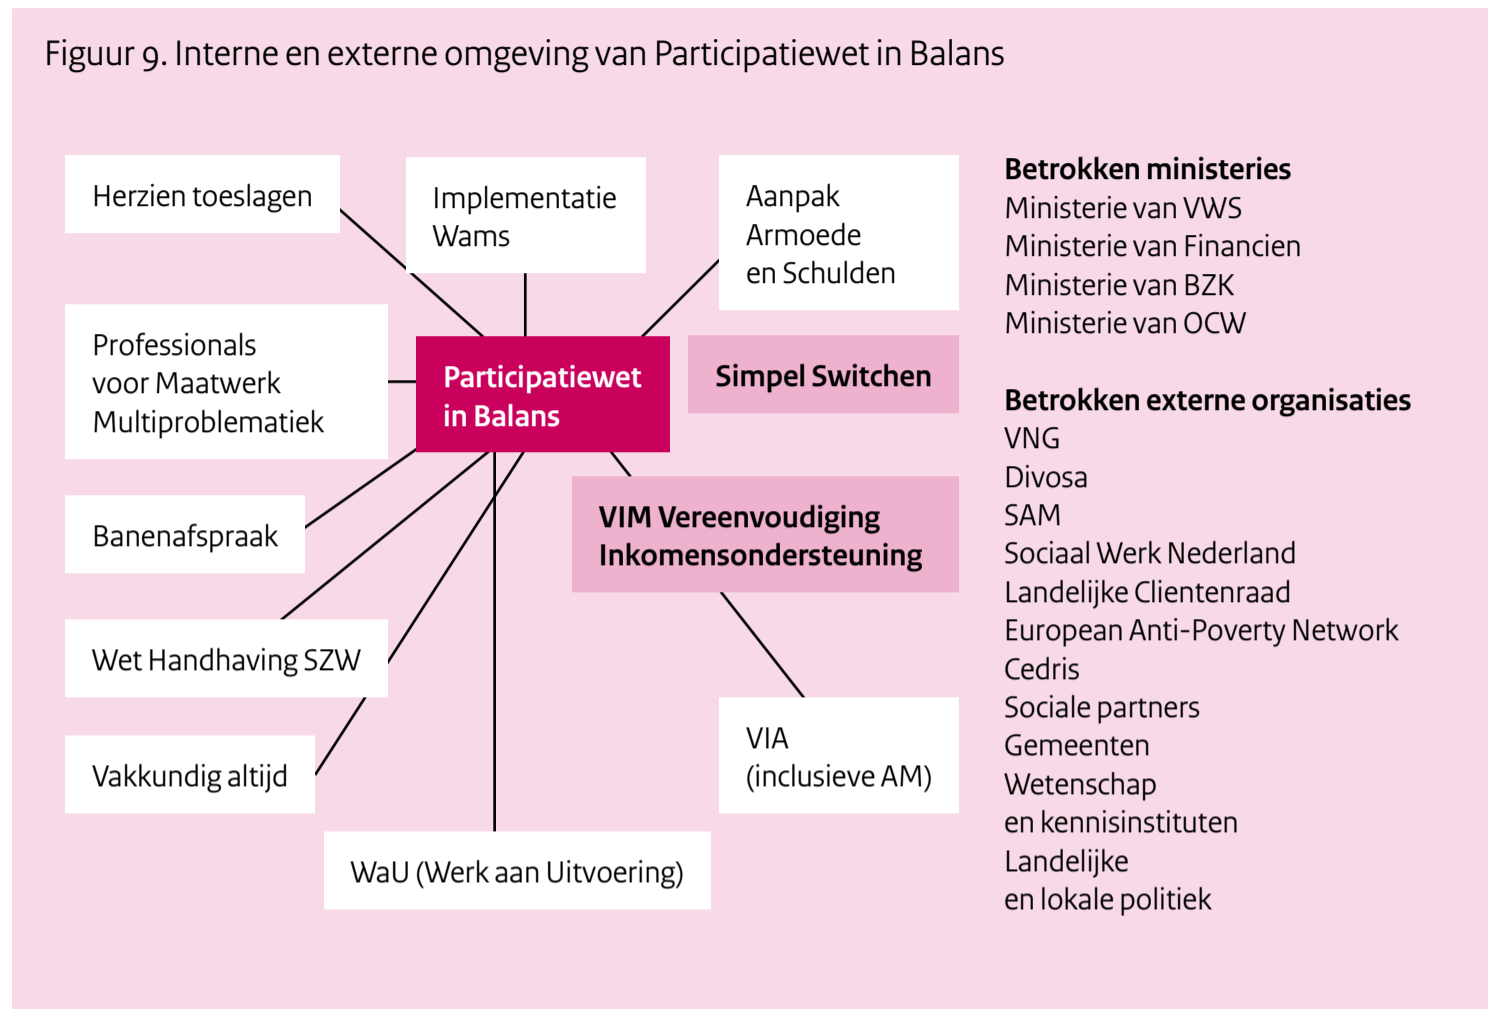 Figuur 9. Interne en externe omgeving van Participatiewet in Balans
Herzien toeslagen
Implementatie
Wams
Aanpak
Armoede
en Schulden
Professionals
voor Maatwerk
Multiproblematiek
Participatiewet
in Balans
Simpel Switchen
Banenafspraak
VIM Vereenvoudiging
Inkomensondersteuning
Wet Handhaving SZW
Vakkundig altijd
VIA
(inclusieve AM)
WaU (Werk aan Uitvoering)
Betrokken ministeries
Ministerie van VWS
Ministerie van Financien
Ministerie van BZK
Ministerie van OCW
Betrokken externe organisaties
VNG
Divosa
SAM
Sociaal Werk Nederland
Landelijke Clientenraad
European Anti-Poverty Network
Cedris
Sociale partners
Gemeenten
Wetenschap
en kennisinstituten
Landelijke
en lokale politiek